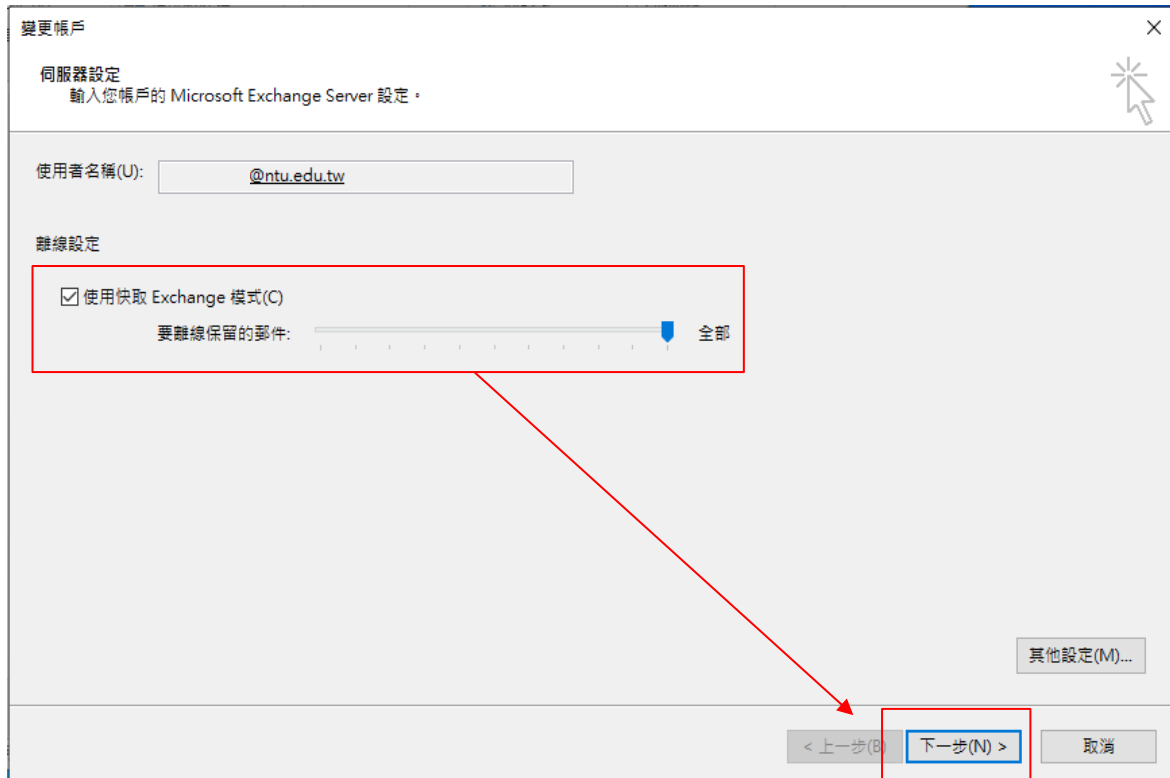 變更帳戶
伺服器設定
輸入您帳戶的 Microsoft Exchange Server 設定。
使用者名稱(U): @ntu.edu.tw
離線設定
使用快取 Exchange 模式(C)
要離線保留的郵件: 全部
其他設定(M)...
< 上一步(B) 下一步(N) > 取消